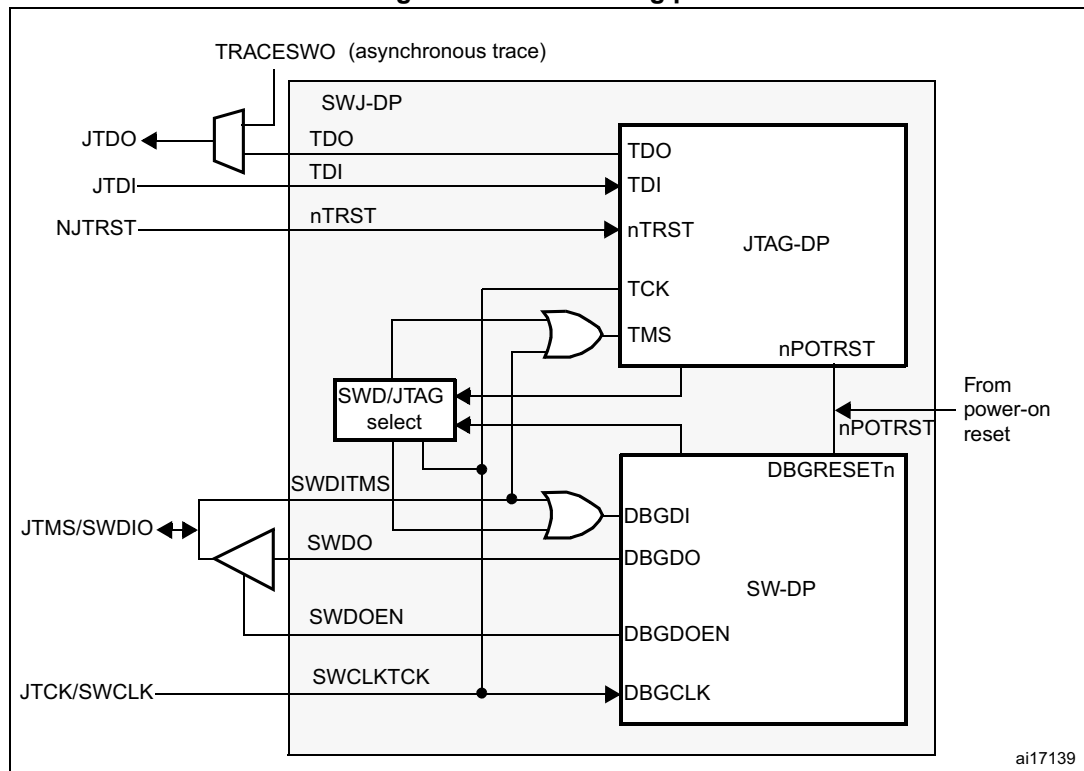 TRACESWO (asynchronous trace)
SWJ-DP
JTDO
TDO
TDO
JTDI
TDI
TDI
NJTRST
nTRST
nTRST
JTAG-DP
TCK
TMS
nPOTRST
SWD/JTAG
select
From
power-on
reset
nPOTRST
DBGRESETn
SWDITMS
JTMS/SWDIO
DBGDI
SWDO
DBGDO
SW-DP
SWDOEN
DBGDOEN
JTCK/SWCLK
SWCLKTCK
DBGCLK
ai17139